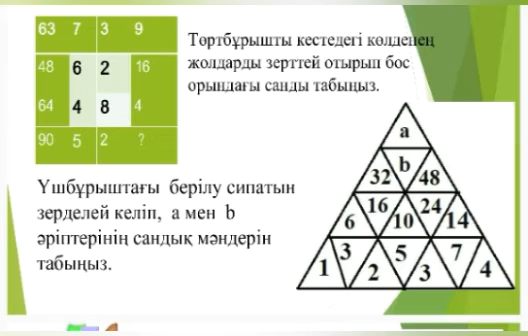 63 7 3 9
48 6 2 16
64 4 8 4
90 5 2 ?
Төртбұрышты кестедегі көлденең
жолдарды зерттей отырып бос
орындағы санды табыңыз.
Үшбұрыштағы берілу сипатын
зерделей келіп, a мен b
әріптерінің сандық мәндерін
табыңыз.
a
32 b 48
6 16 10 24 14
1 3 2 5 3 7 4